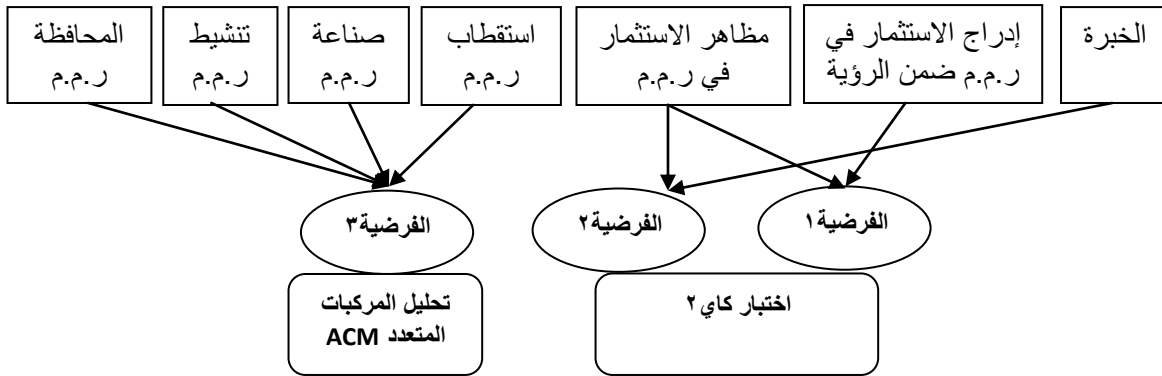 الخبرة
إدراج الاستثمار في
ر.م.م ضمن الرؤية
مظاهر الاستثمار
في ر.م.م
استقطاب
ر.م.م
صناعة
ر.م.م
تنشيط
ر.م.م
المحافظة
ر.م.م
الفرضية١
الفرضية٢
الفرضية٣
اختبار كاي٢
تحليل المركبات
المتعدد ACM